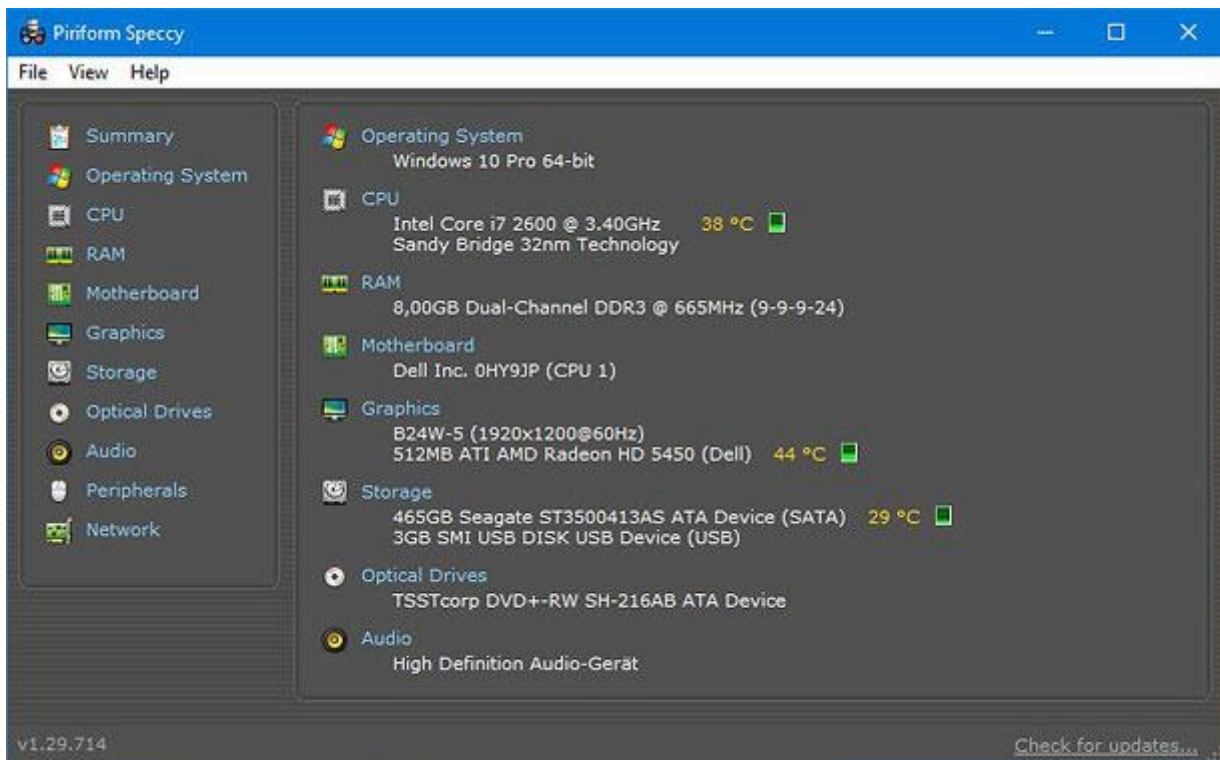 Piriform Speccy
File View Help
Summary
Operating System
CPU
RAM
Motherboard
Graphics
Storage
Optical Drives
Audio
Peripherals
Network
Operating System
Windows 10 Pro 64-bit
CPU
Intel Core i7 2600 @ 3.40GHz 38 °C
Sandy Bridge 32nm Technology
RAM
8,00GB Dual-Channel DDR3 @ 665MHz (9-9-9-24)
Motherboard
Dell Inc. 0HY9JP (CPU 1)
Graphics
B24W-5 (1920x1200@60Hz)
512MB ATI AMD Radeon HD 5450 (Dell) 44 °C
Storage
465GB Seagate ST3500413AS ATA Device (SATA) 29 °C
3GB SMI USB DISK USB Device (USB)
Optical Drives
TSSTcorp DVD+-RW SH-216AB ATA Device
Audio
High Definition Audio-Gerät
v1.29.714
Check for updates...